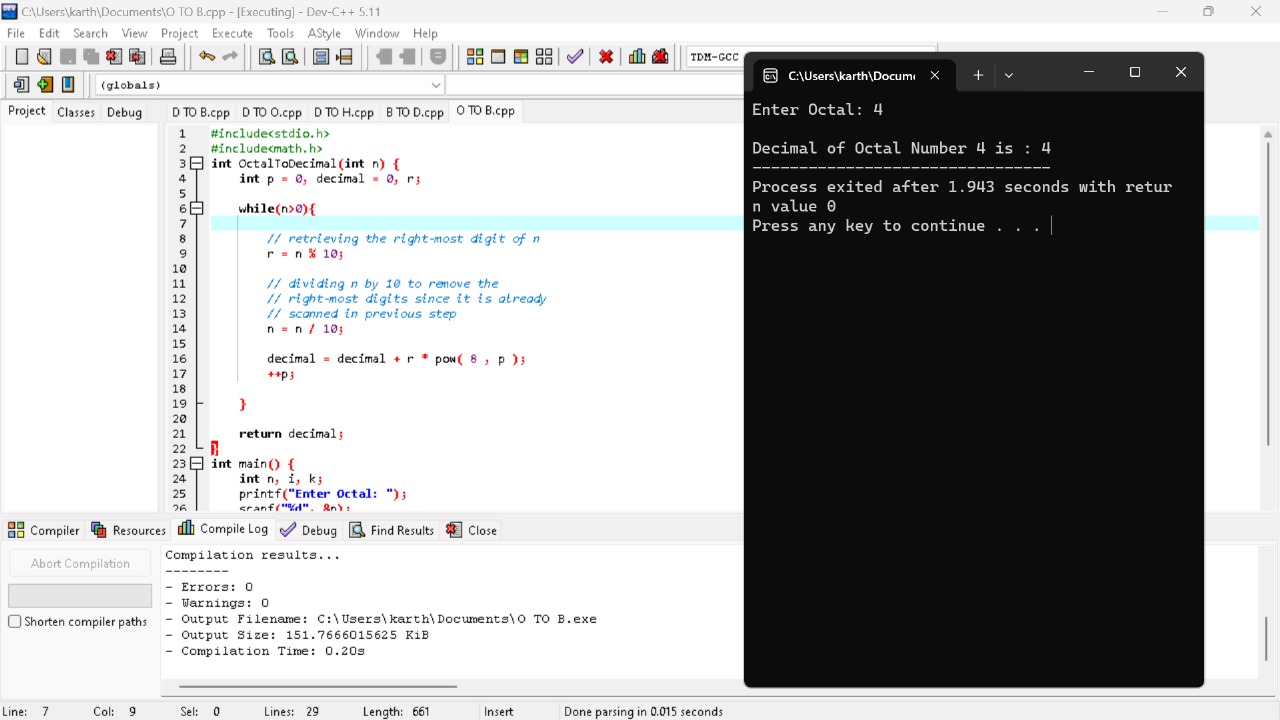 C:\Users\karth\Documents\O TO B.cpp - [Executing] - Dev-C++ 5.11
File Edit Search View Project Execute Tools AStyle Window Help
TDM-GCC
(globals)
Project Classes Debug
D TO B.cpp D TO O.cpp D TO H.cpp B TO D.cpp O TO B.cpp
1 #include<stdio.h>
2 #include<math.h>
3 int OctalToDecimal(int n) {
4 int p = 0, decimal = 0, r;
5
6 while(n>0){
7
8 // retrieving the right-most digit of n
9 r = n % 10;
10
11 // dividing n by 10 to remove the
12 // right-most digits since it is already
13 // scanned in previous step
14 n = n / 10;
15
16 decimal = decimal + r * pow( 8 , p );
17 ++p;
18
19 }
20
21 return decimal;
22 }
23 int main() {
24 int n, i, k;
25 printf("Enter Octal: ");
26 scanf("%d", &n);
C:\Users\karth\Docum
Enter Octal: 4
Decimal of Octal Number 4 is : 4
--------------------------------
Process exited after 1.943 seconds with retur
n value 0
Press any key to continue . . .
Compiler Resources Compile Log Debug Find Results Close
Abort Compilation
Shorten compiler paths
Compilation results...
--------
- Errors: 0
- Warnings: 0
- Output Filename: C:\Users\karth\Documents\O TO B.exe
- Output Size: 151.7666015625 KiB
- Compilation Time: 0.20s
Line: 7 Col: 9 Sel: 0 Lines: 29 Length: 661 Insert Done parsing in 0.015 seconds